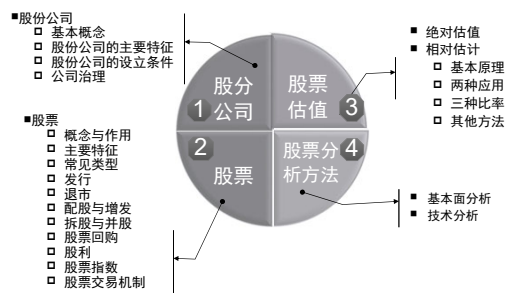 ■股份公司
基本概念
股份公司的主要特征
股份公司的设立条件
公司治理
■股票
概念与作用
主要特征
常见类型
发行
退市
配股与增发
拆股与并股
股票回购
股利
股票指数
股票交易机制
股分
1 公司
2
股票
股票
估值 3
股票分 4
析方法
■ 绝对估值
■ 相对估计
基本原理
两种应用
三种比率
其他方法
■ 基本面分析
■ 技术分析